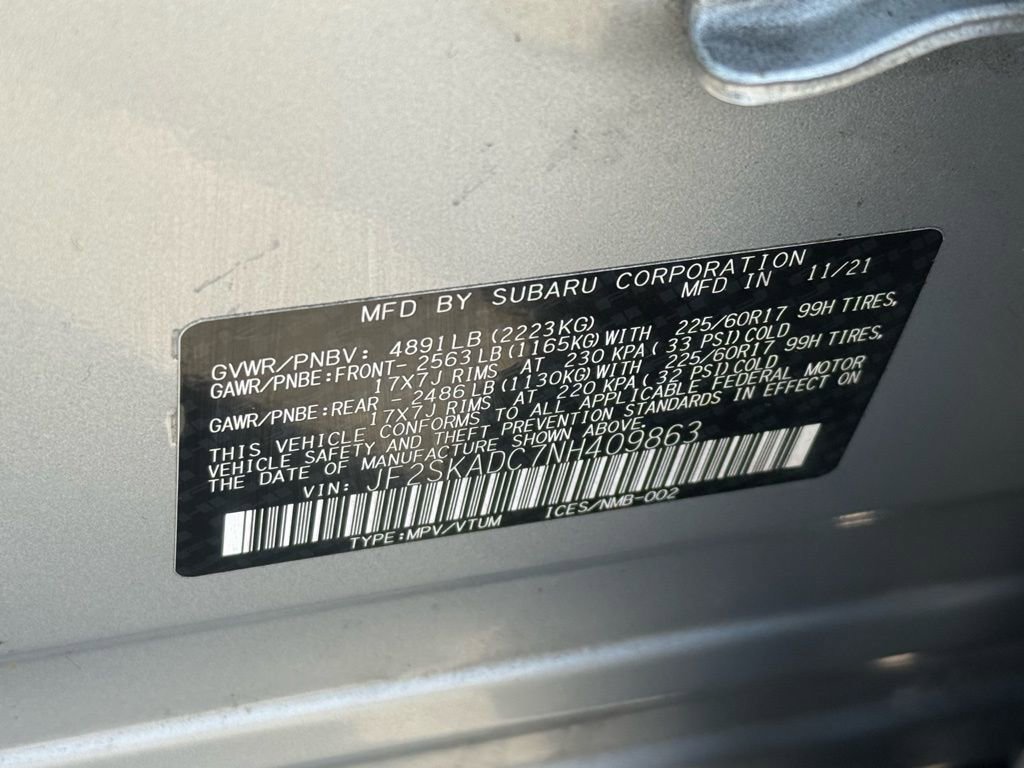 MFD BY SUBARU CORPORATION
MFD IN 11/21
GVWR/PNBV: 4891LB(2223KG)
GAWR/PNBE:FRONT- 2563LB(1165KG)WITH 225/60R17 99H TIRES,
17X7J RIMS AT 230 KPA( 33 PSI)COLD
GAWR/PNBE:REAR - 2486LB(1130KG)WITH 225/60R17 99H TIRES,
17X7J RIMS AT 220 KPA( 32 PSI)COLD
THIS VEHICLE CONFORMS TO ALL APPLICABLE FEDERAL MOTOR
VEHICLE SAFETY AND THEFT PREVENTION STANDARDS IN EFFECT ON
THE DATE OF MANUFACTURE SHOWN ABOVE.
VIN: JF2SKADC7NH409863
TYPE:MPV/VTUM ICES/NMB-002